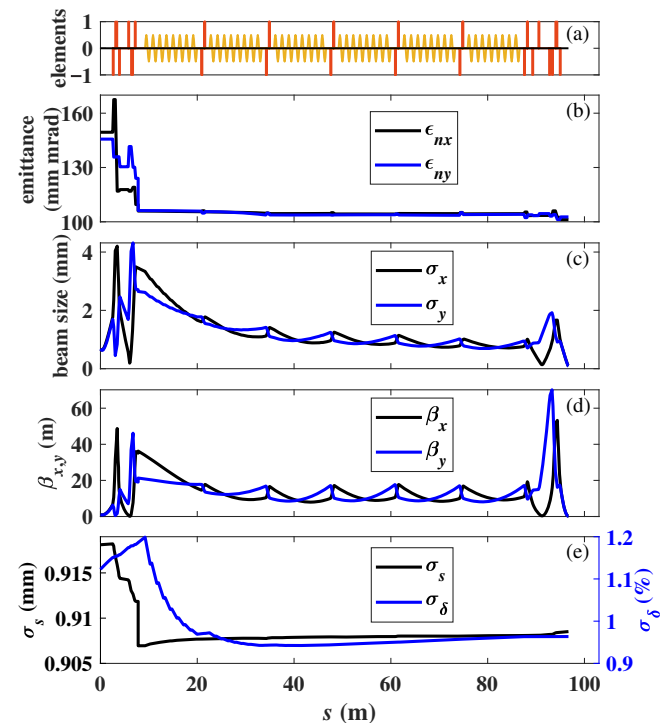 (a)
1
0
-1
elements
(b)
160
130
100
emittance
(mm mrad)
ϵnx
ϵny
(c)
4
2
0
beam size (mm)
σx
σy
(d)
60
40
20
0
βx,y (m)
βx
βy
(e)
0.915
0.91
0.905
σs (mm)
σs
σδ
1.2
1.1
1
0.9
σδ (%)
0 20 40 60 80 100
s (m)